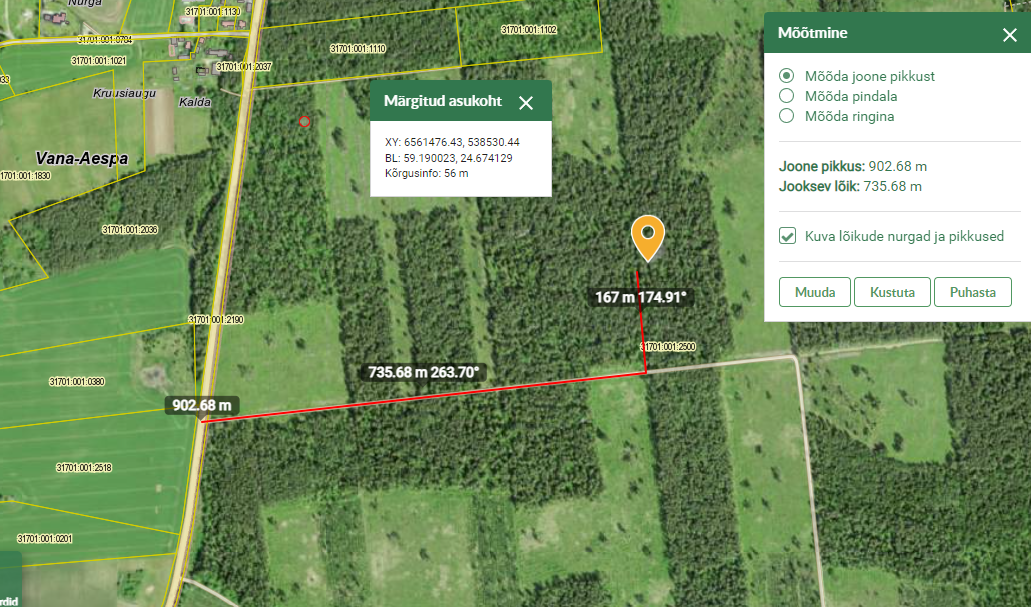 Nurga
31701:001:1130
31701:001:0784
31701:001:1021
31701:001:1110
31701:001:1102
31701:001:2037
33
Kruusiaugu
Kalda
Vana-Aespa
31701:001:1830
31701:001:2036
31701:001:2190
31701:001:0380
31701:001:2518
31701:001:0201
31701:001:2500
Märgitud asukoht
XY: 6561476.43, 538530.44
BL: 59.190023, 24.674129
Kõrgusinfo: 56 m
167 m 174.91°
735.68 m 263.70°
902.68 m
Mõõtmine
Mõõda joone pikkust
Mõõda pindala
Mõõda ringina
Joone pikkus: 902.68 m
Jooksev lõik: 735.68 m
Kuva lõikude nurgad ja pikkused
Muuda Kustuta Puhasta
rdid